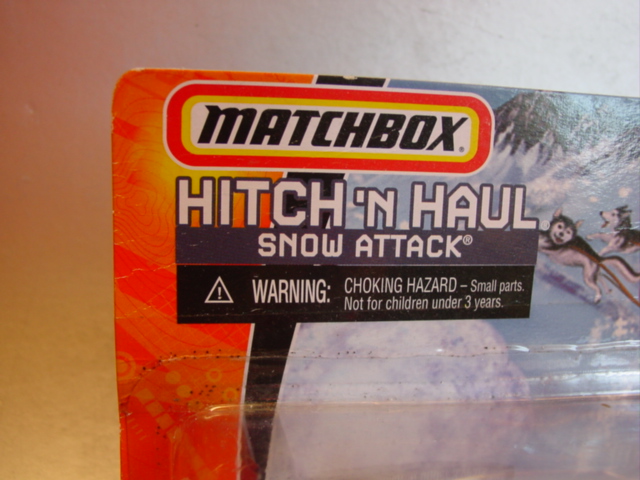 MATCHBOX®
HITCH 'N HAUL®
SNOW ATTACK®
WARNING: CHOKING HAZARD – Small parts.
Not for children under 3 years.